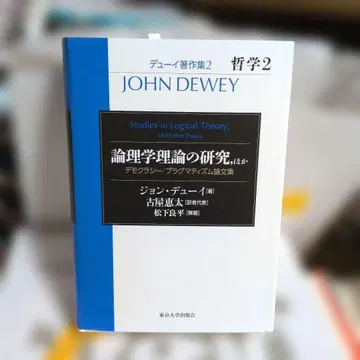 デューイ著作集2 哲学2
JOHN DEWEY
Studies in Logical Theory,
and Other Essays
論理学理論の研究,ほか
デモクラシー/プラグマティズム論文集
ジョン・デューイ[著]
古屋恵太[訳者代表]
松下良平[解題]
東京大学出版会